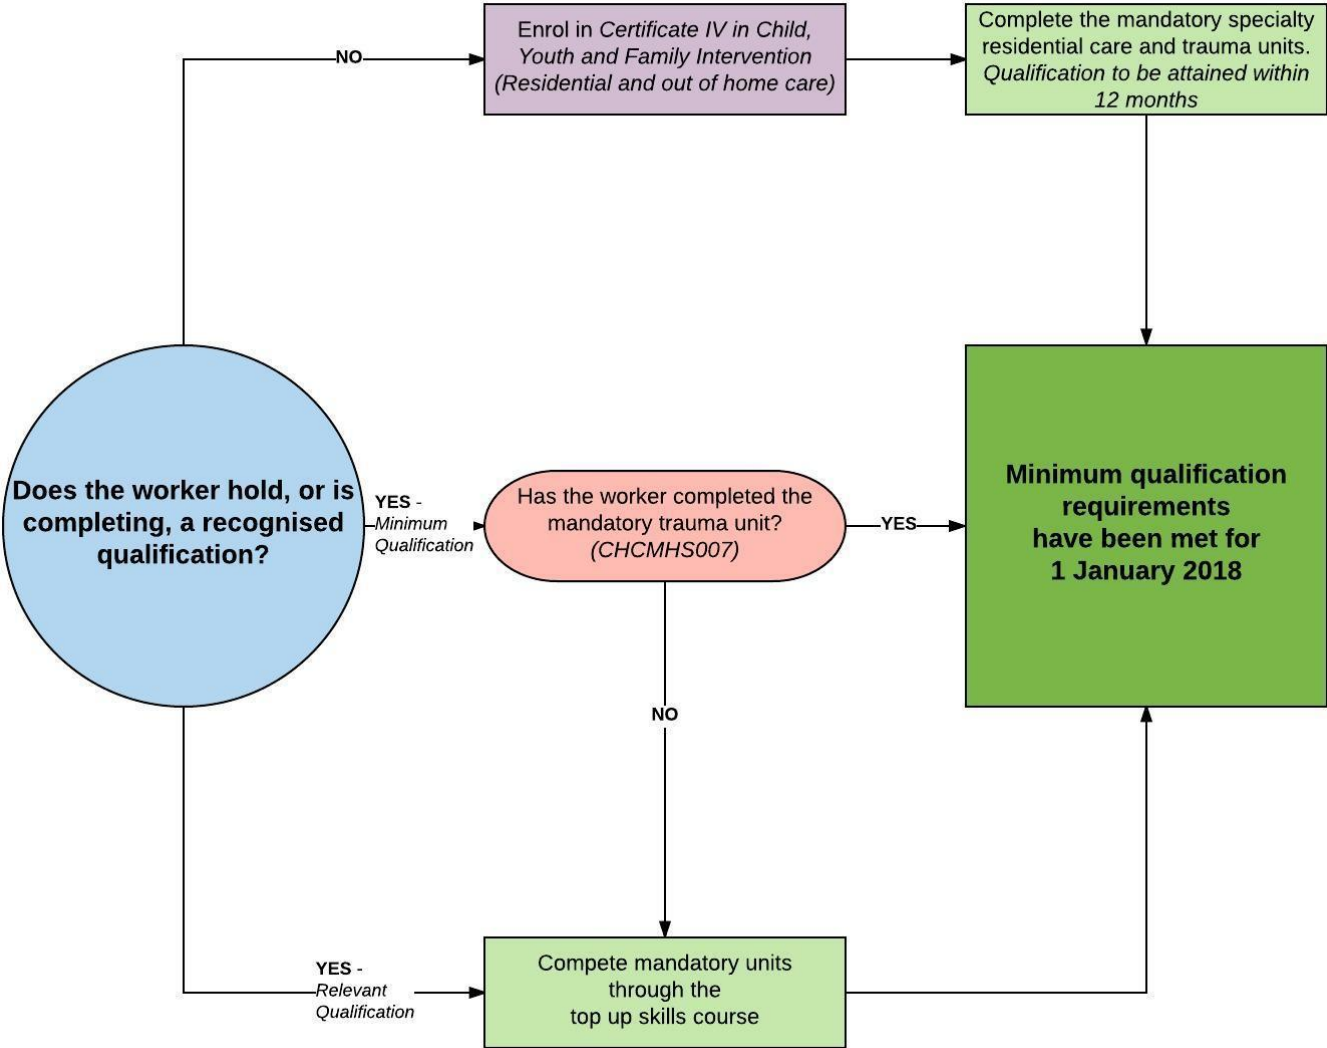 Enrol in Certificate IV in Child,
Youth and Family Intervention
(Residential and out of home care)
Complete the mandatory specialty
residential care and trauma units.
Qualification to be attained within
12 months
NO
Does the worker hold, or is
completing, a recognised
qualification?
YES -
Minimum
Qualification
Has the worker completed the
mandatory trauma unit?
(CHCMHS007)
YES
Minimum qualification
requirements
have been met for
1 January 2018
NO
YES -
Relevant
Qualification
Compete mandatory units
through the
top up skills course